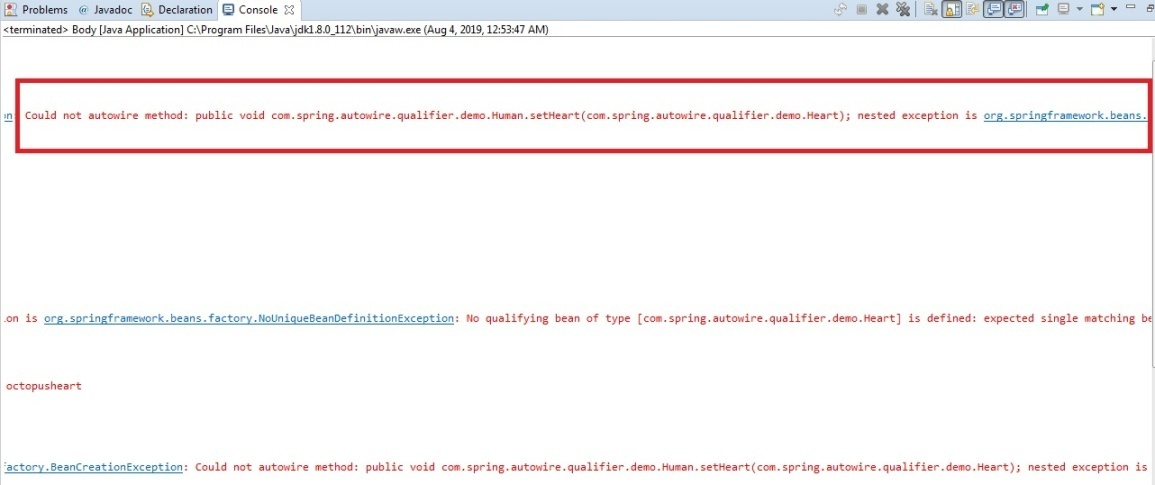 Problems @ Javadoc Declaration Console
<terminated> Body [Java Application] C:\Program Files\Java\jdk1.8.0_112\bin\javaw.exe (Aug 4, 2019, 12:53:47 AM)
on: Could not autowire method: public void com.spring.autowire.qualifier.demo.Human.setHeart(com.spring.autowire.qualifier.demo.Heart); nested exception is org.springframework.beans.
ion is org.springframework.beans.factory.NoUniqueBeanDefinitionException: No qualifying bean of type [com.spring.autowire.qualifier.demo.Heart] is defined: expected single matching be
octopusheart
factory.BeanCreationException: Could not autowire method: public void com.spring.autowire.qualifier.demo.Human.setHeart(com.spring.autowire.qualifier.demo.Heart); nested exception is